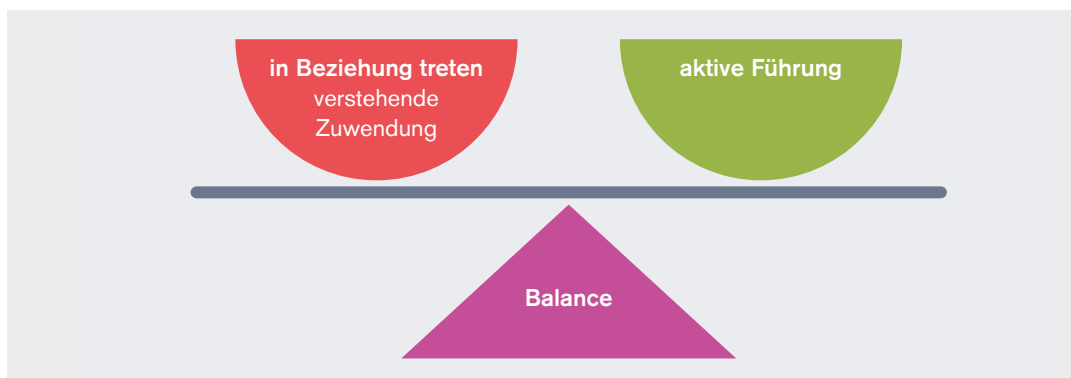 in Beziehung treten
verstehende
Zuwendung
aktive Führung
Balance